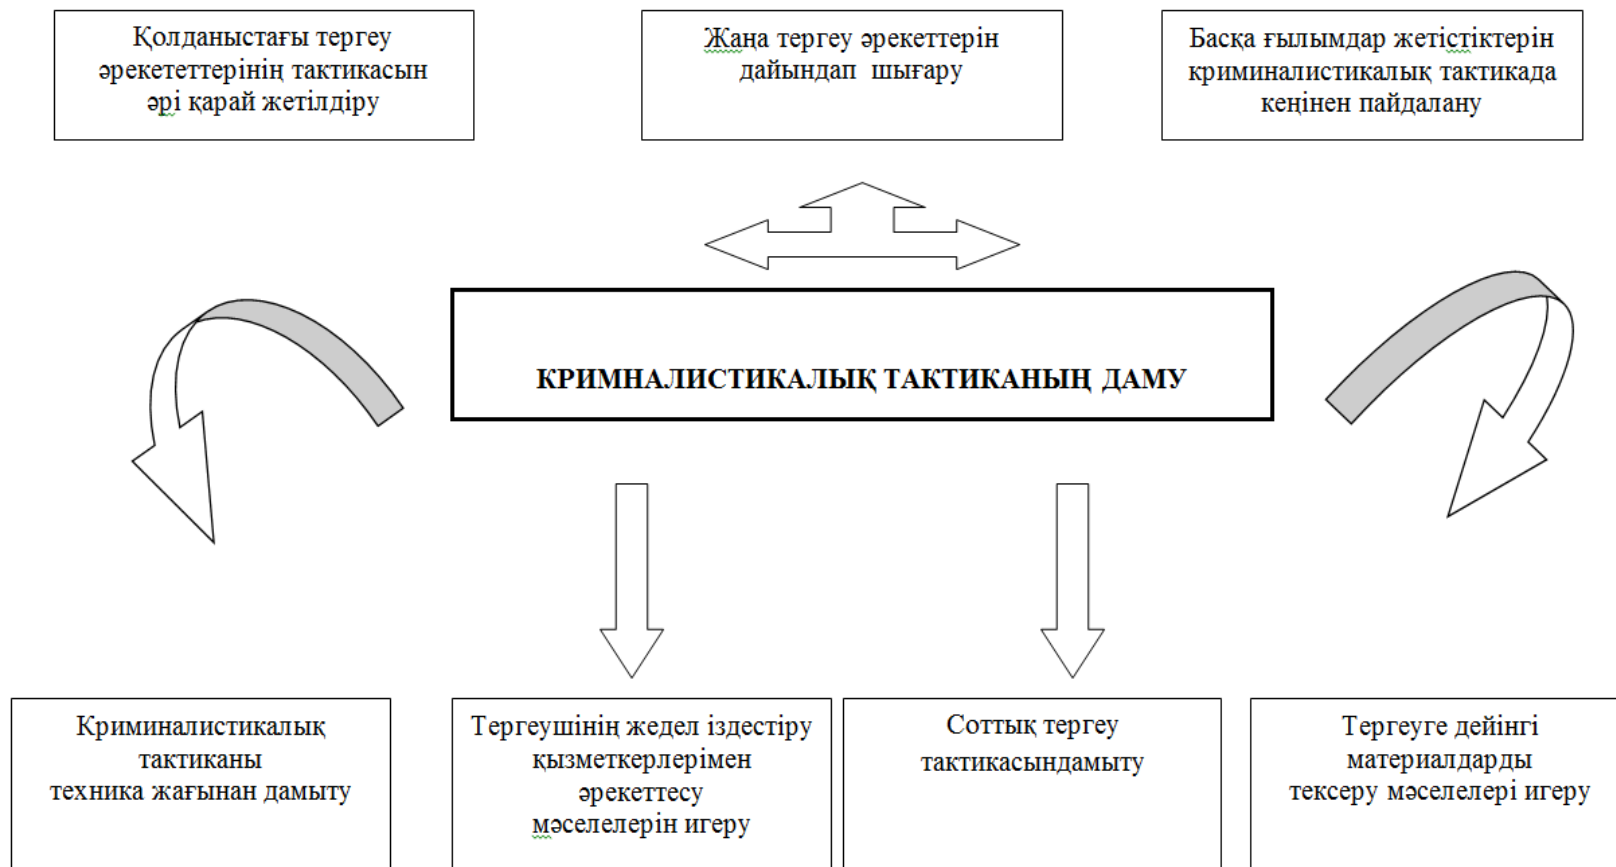 Қолданыстағы тергеу
әрекететтерінің тактикасын
әрі қарай жетілдіру
Жаңа тергеу әрекеттерін
дайындап шығару
Басқа ғылымдар жетістіктерін
криминалистикалық тактикада
кеңінен пайдалану
КРИМНАЛИСТИКАЛЫҚ ТАКТИКАНЫҢ ДАМУ
Криминалистикалық
тактиканы
техника жағынан дамыту
Тергеушінің жедел іздестіру
қызметкерлерімен
әрекеттесу
мәселелерін игеру
Соттық тергеу
тактикасындамыту
Тергеуге дейінгі
материалдарды
тексеру мәселелері игеру